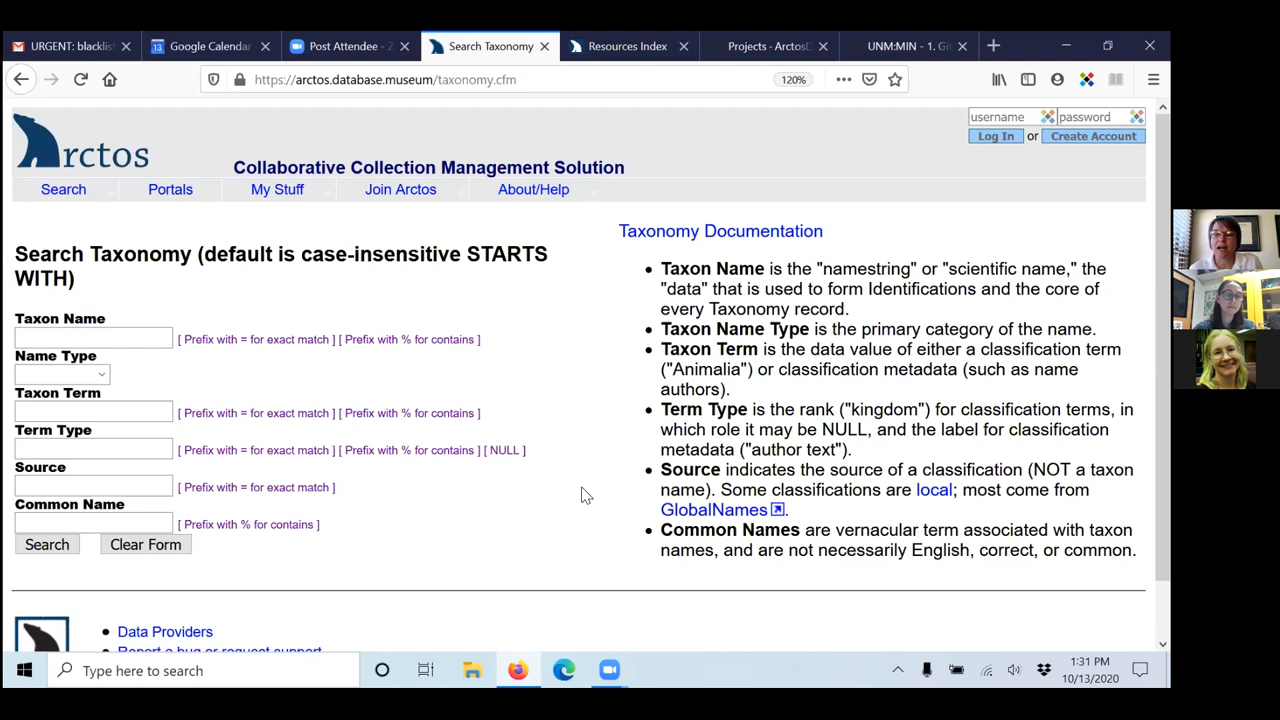 URGENT: blacklis
Google Calendar
Post Attendee - Z
Search Taxonomy
Resources Index
Projects · ArctosD
UNM:MIN - 1. Gi
https://arctos.database.museum/taxonomy.cfm
120%
username
password
Log In or Create Account
Arctos
Collaborative Collection Management Solution
Search
Portals
My Stuff
Join Arctos
About/Help
Search Taxonomy (default is case-insensitive STARTS
WITH)
Taxon Name
[ Prefix with = for exact match ] [ Prefix with % for contains ]
Name Type
Taxon Term
[ Prefix with = for exact match ] [ Prefix with % for contains ]
Term Type
[ Prefix with = for exact match ] [ Prefix with % for contains ] [ NULL ]
Source
[ Prefix with = for exact match ]
Common Name
[ Prefix with % for contains ]
Search
Clear Form
Taxonomy Documentation
• Taxon Name is the "namestring" or "scientific name," the
"data" that is used to form Identifications and the core of
every Taxonomy record.
• Taxon Name Type is the primary category of the name.
• Taxon Term is the data value of either a classification term
("Animalia") or classification metadata (such as name
authors).
• Term Type is the rank ("kingdom") for classification terms, in
which role it may be NULL, and the label for classification
metadata ("author text").
• Source indicates the source of a classification (NOT a taxon
name). Some classifications are local; most come from
GlobalNames.
• Common Names are vernacular term associated with taxon
names, and are not necessarily English, correct, or common.
• Data Providers
Report a bug or request support
Type here to search
1:31 PM
10/13/2020